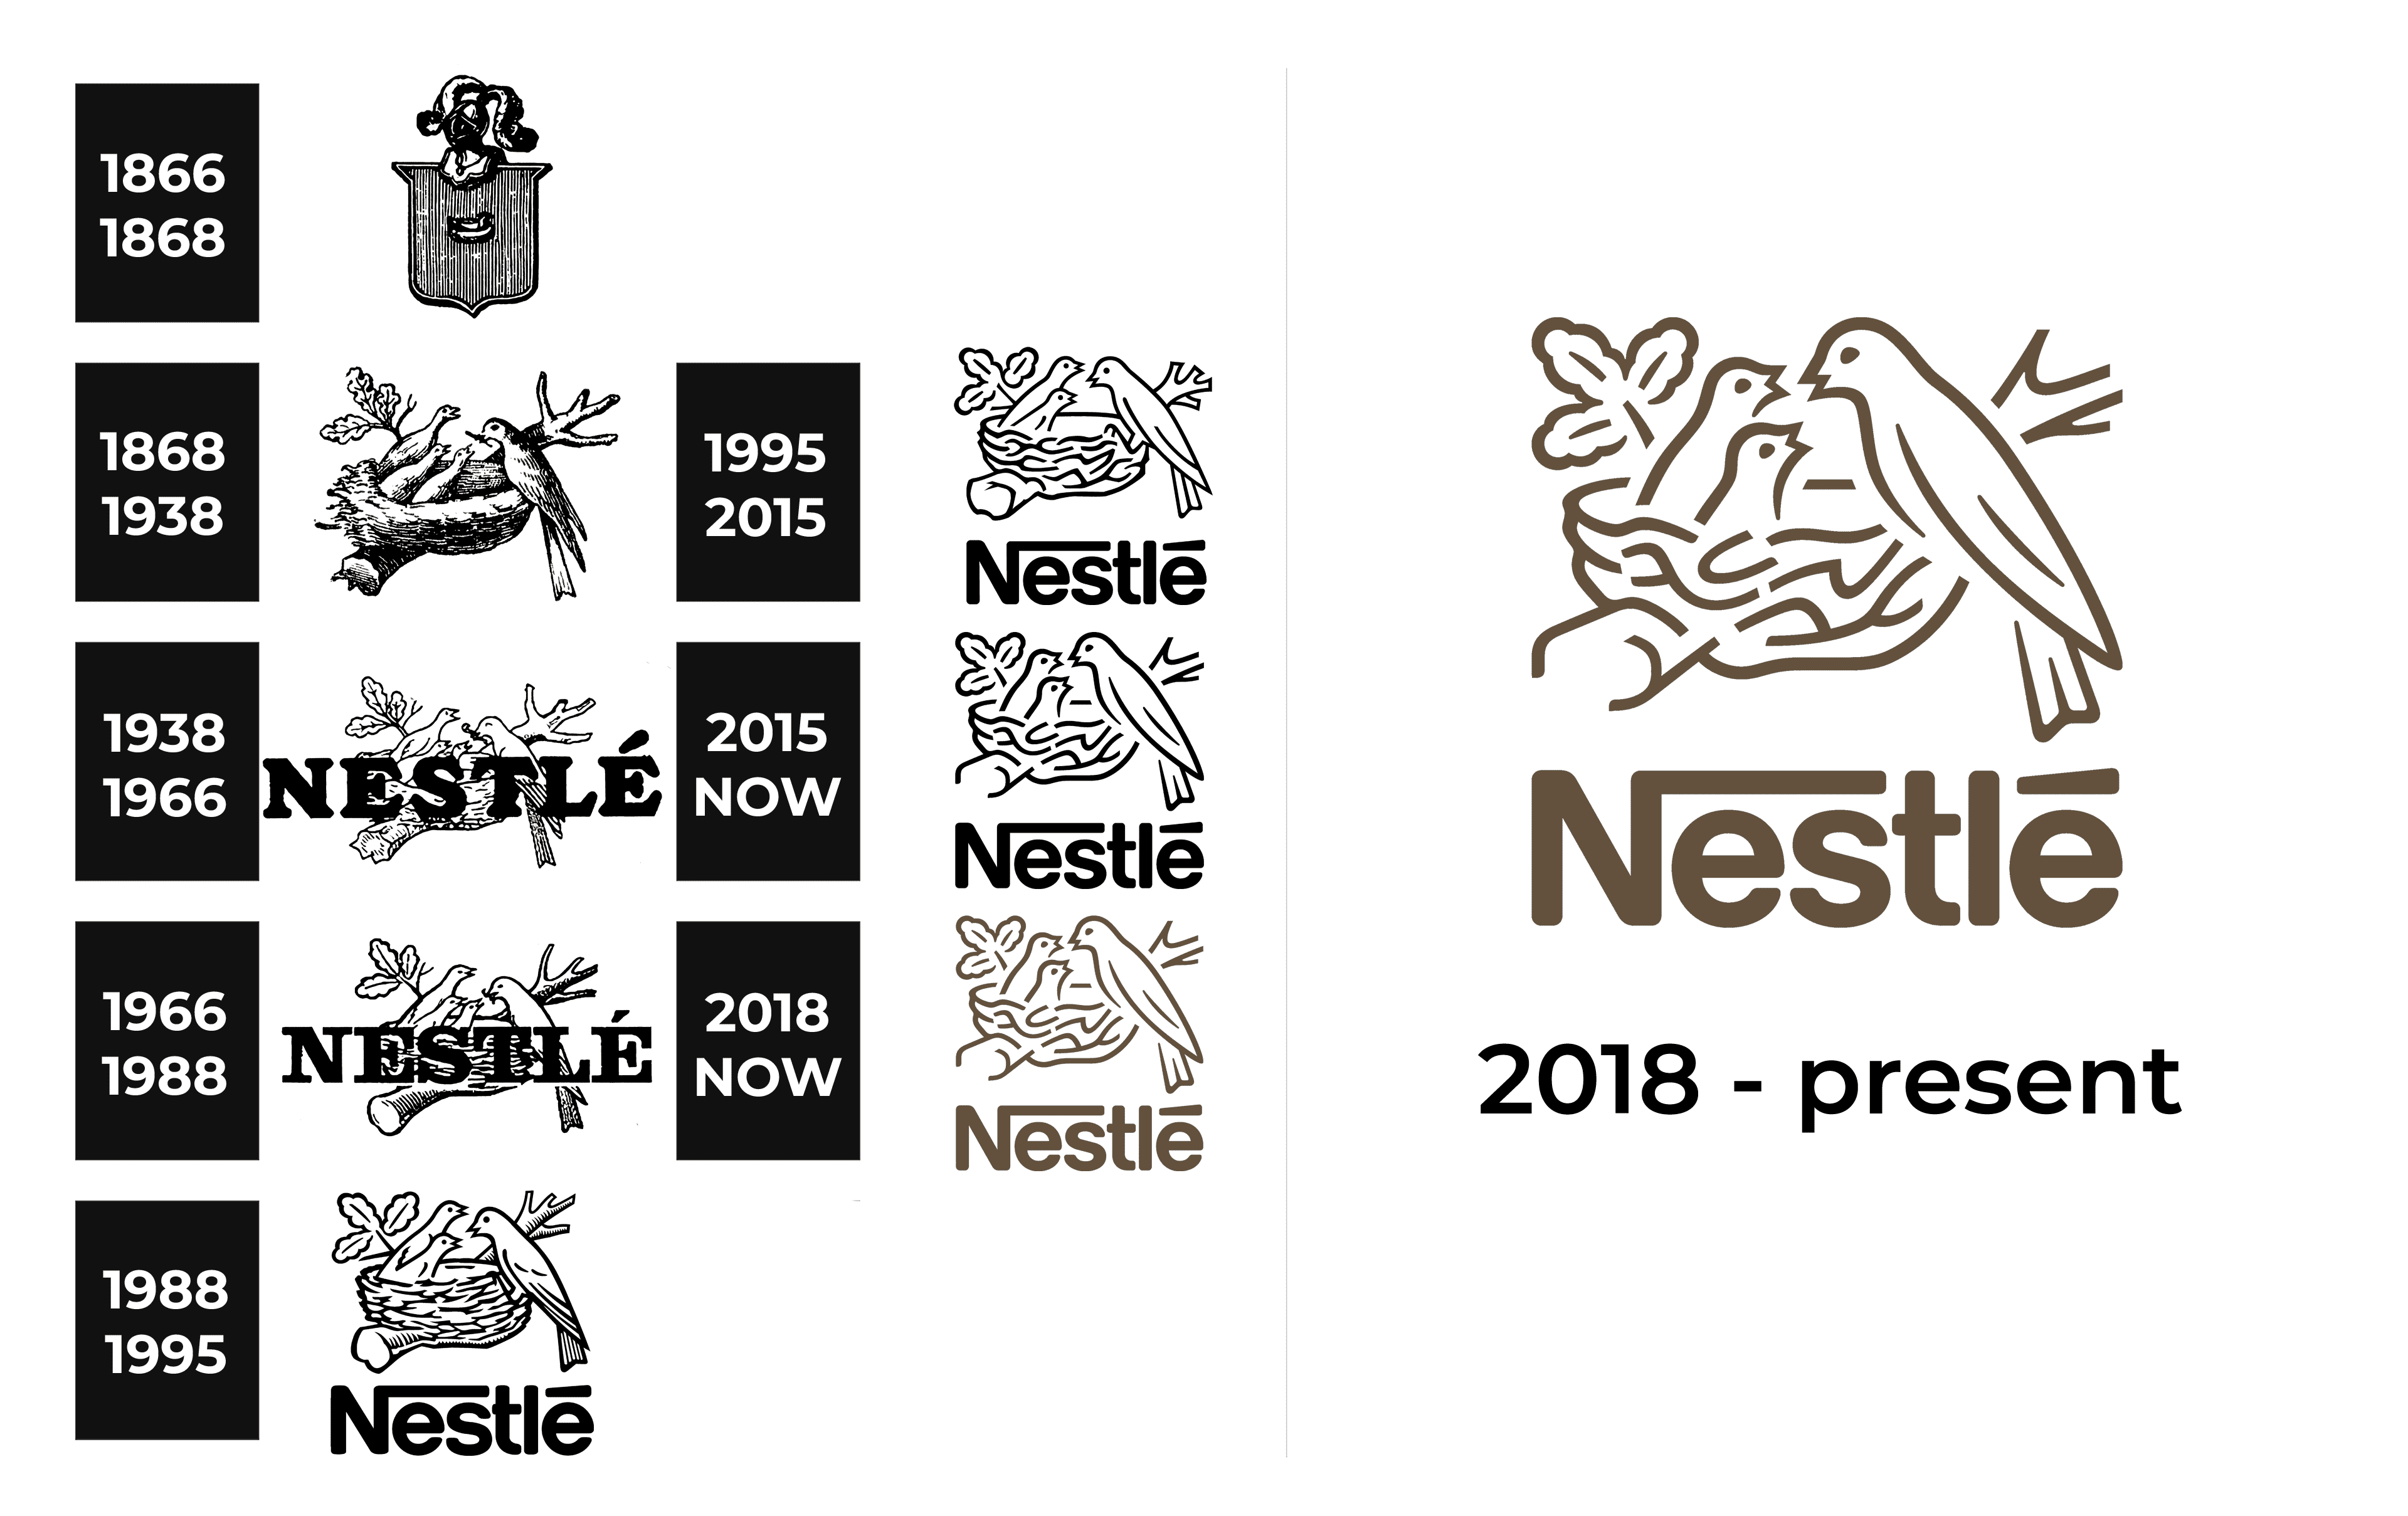 1866
1868
1868
1938
1938
1966
NESTLÉ
1966
1988
NESTLÉ
1988
1995
Nestlé
1995
2015
Nestlé
2015
NOW
Nestlé
2018
NOW
Nestlé
Nestlé
2018 - present